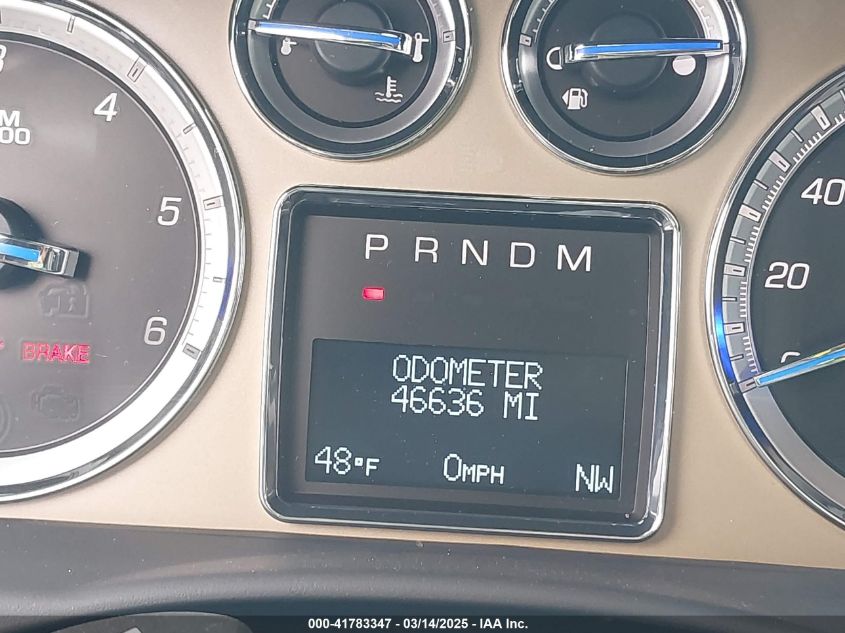 3
4
5
6
M
00
BRAKE
P R N D M
ODOMETER
46636 MI
48°F 0MPH NW
40
20
000-41783347 • 03/14/2025 - IAA Inc.